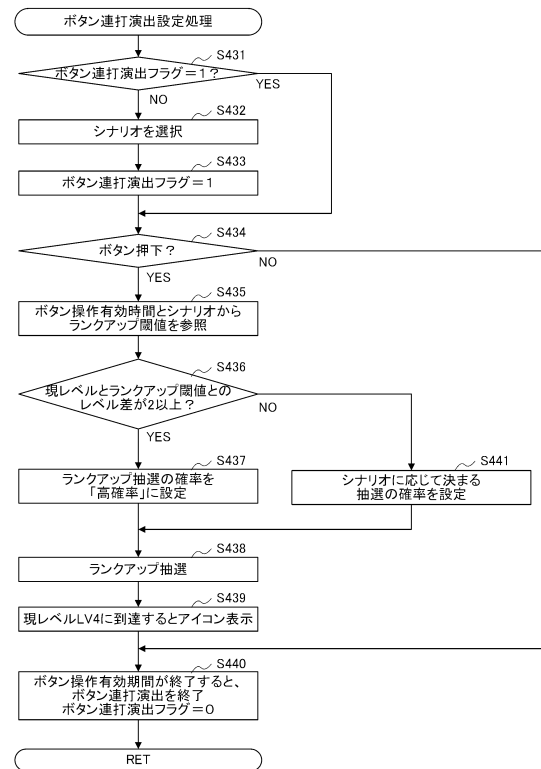 ボタン連打演出設定処理
S431
ボタン連打演出フラグ＝１？
YES
NO
S432
シナリオを選択
S433
ボタン連打演出フラグ＝１
S434
ボタン押下？
NO
YES
S435
ボタン操作有効時間とシナリオから
ランクアップ閾値を参照
S436
現レベルとランクアップ閾値との
レベル差が2以上？
NO
YES
S437
ランクアップ抽選の確率を
「高確率」に設定
S441
シナリオに応じて決まる
抽選の確率を設定
S438
ランクアップ抽選
S439
現レベルLV4に到達するとアイコン表示
S440
ボタン操作有効期間が終了すると、
ボタン連打演出を終了
ボタン連打演出フラグ＝０
RET